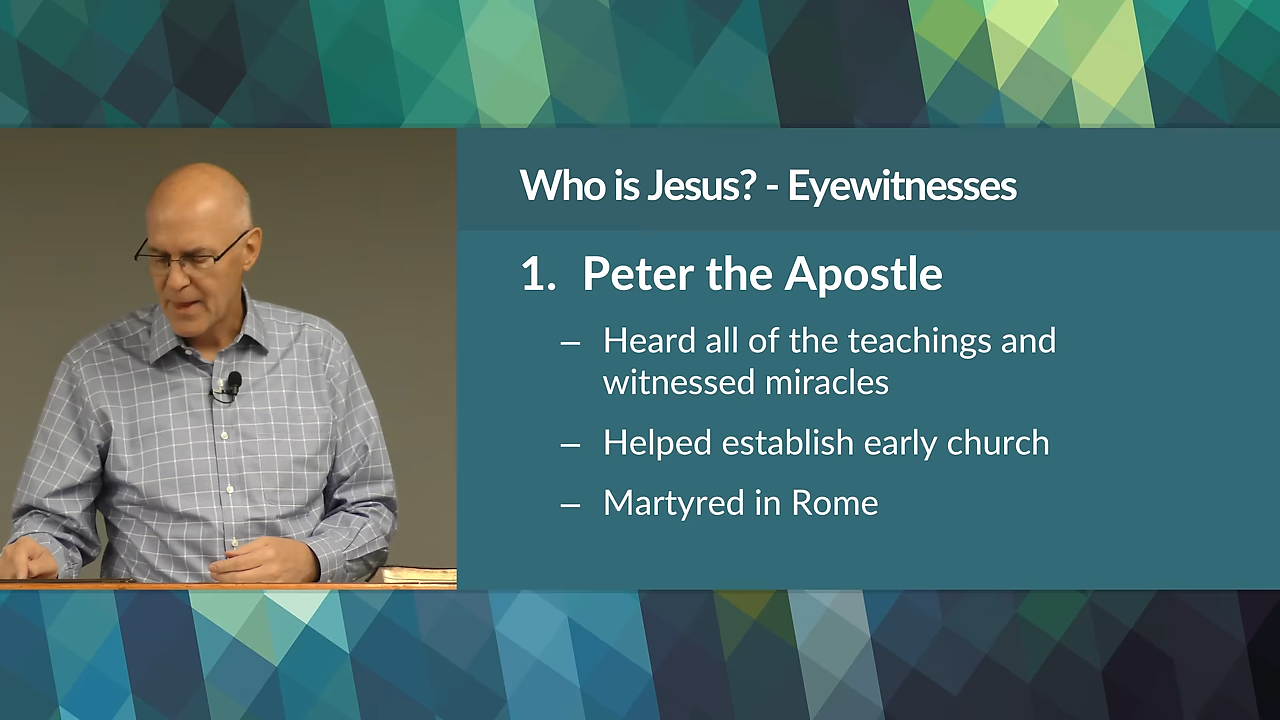 Who is Jesus? - Eyewitnesses
1. Peter the Apostle
– Heard all of the teachings and
witnessed miracles
– Helped establish early church
– Martyred in Rome